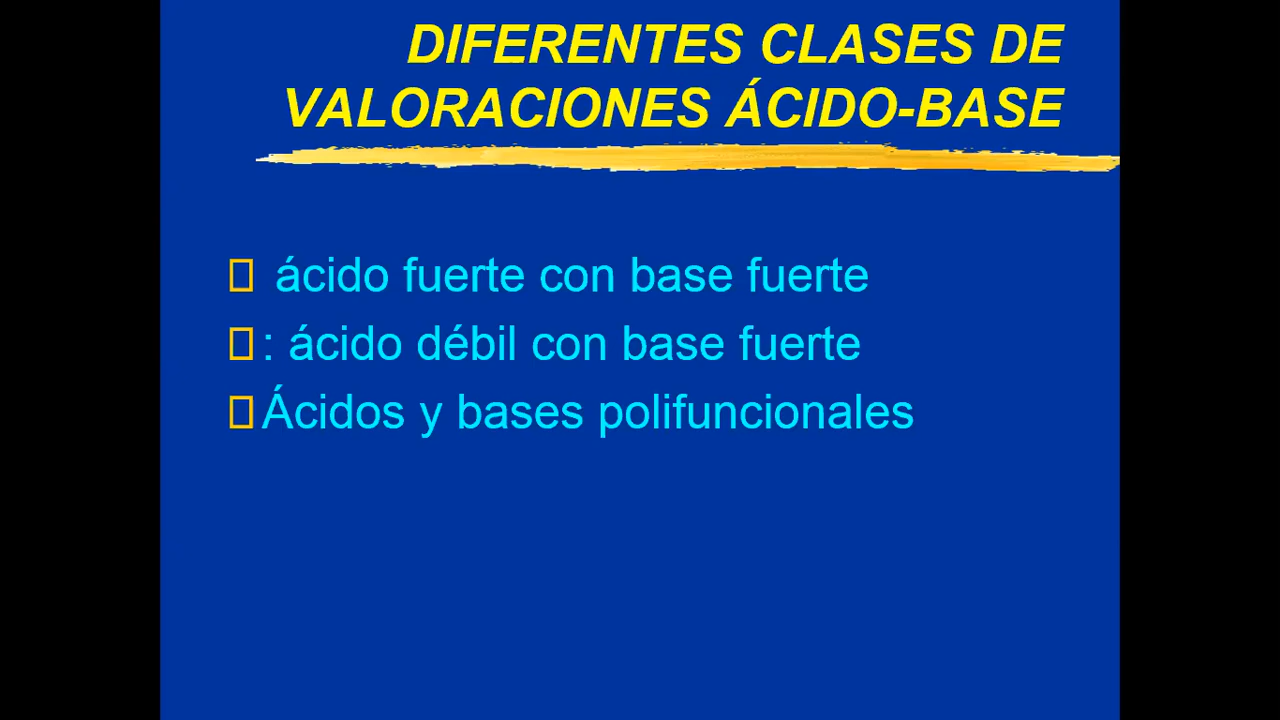 DIFERENTES CLASES DE
VALORACIONES ÁCIDO-BASE
ácido fuerte con base fuerte
: ácido débil con base fuerte
Ácidos y bases polifuncionales